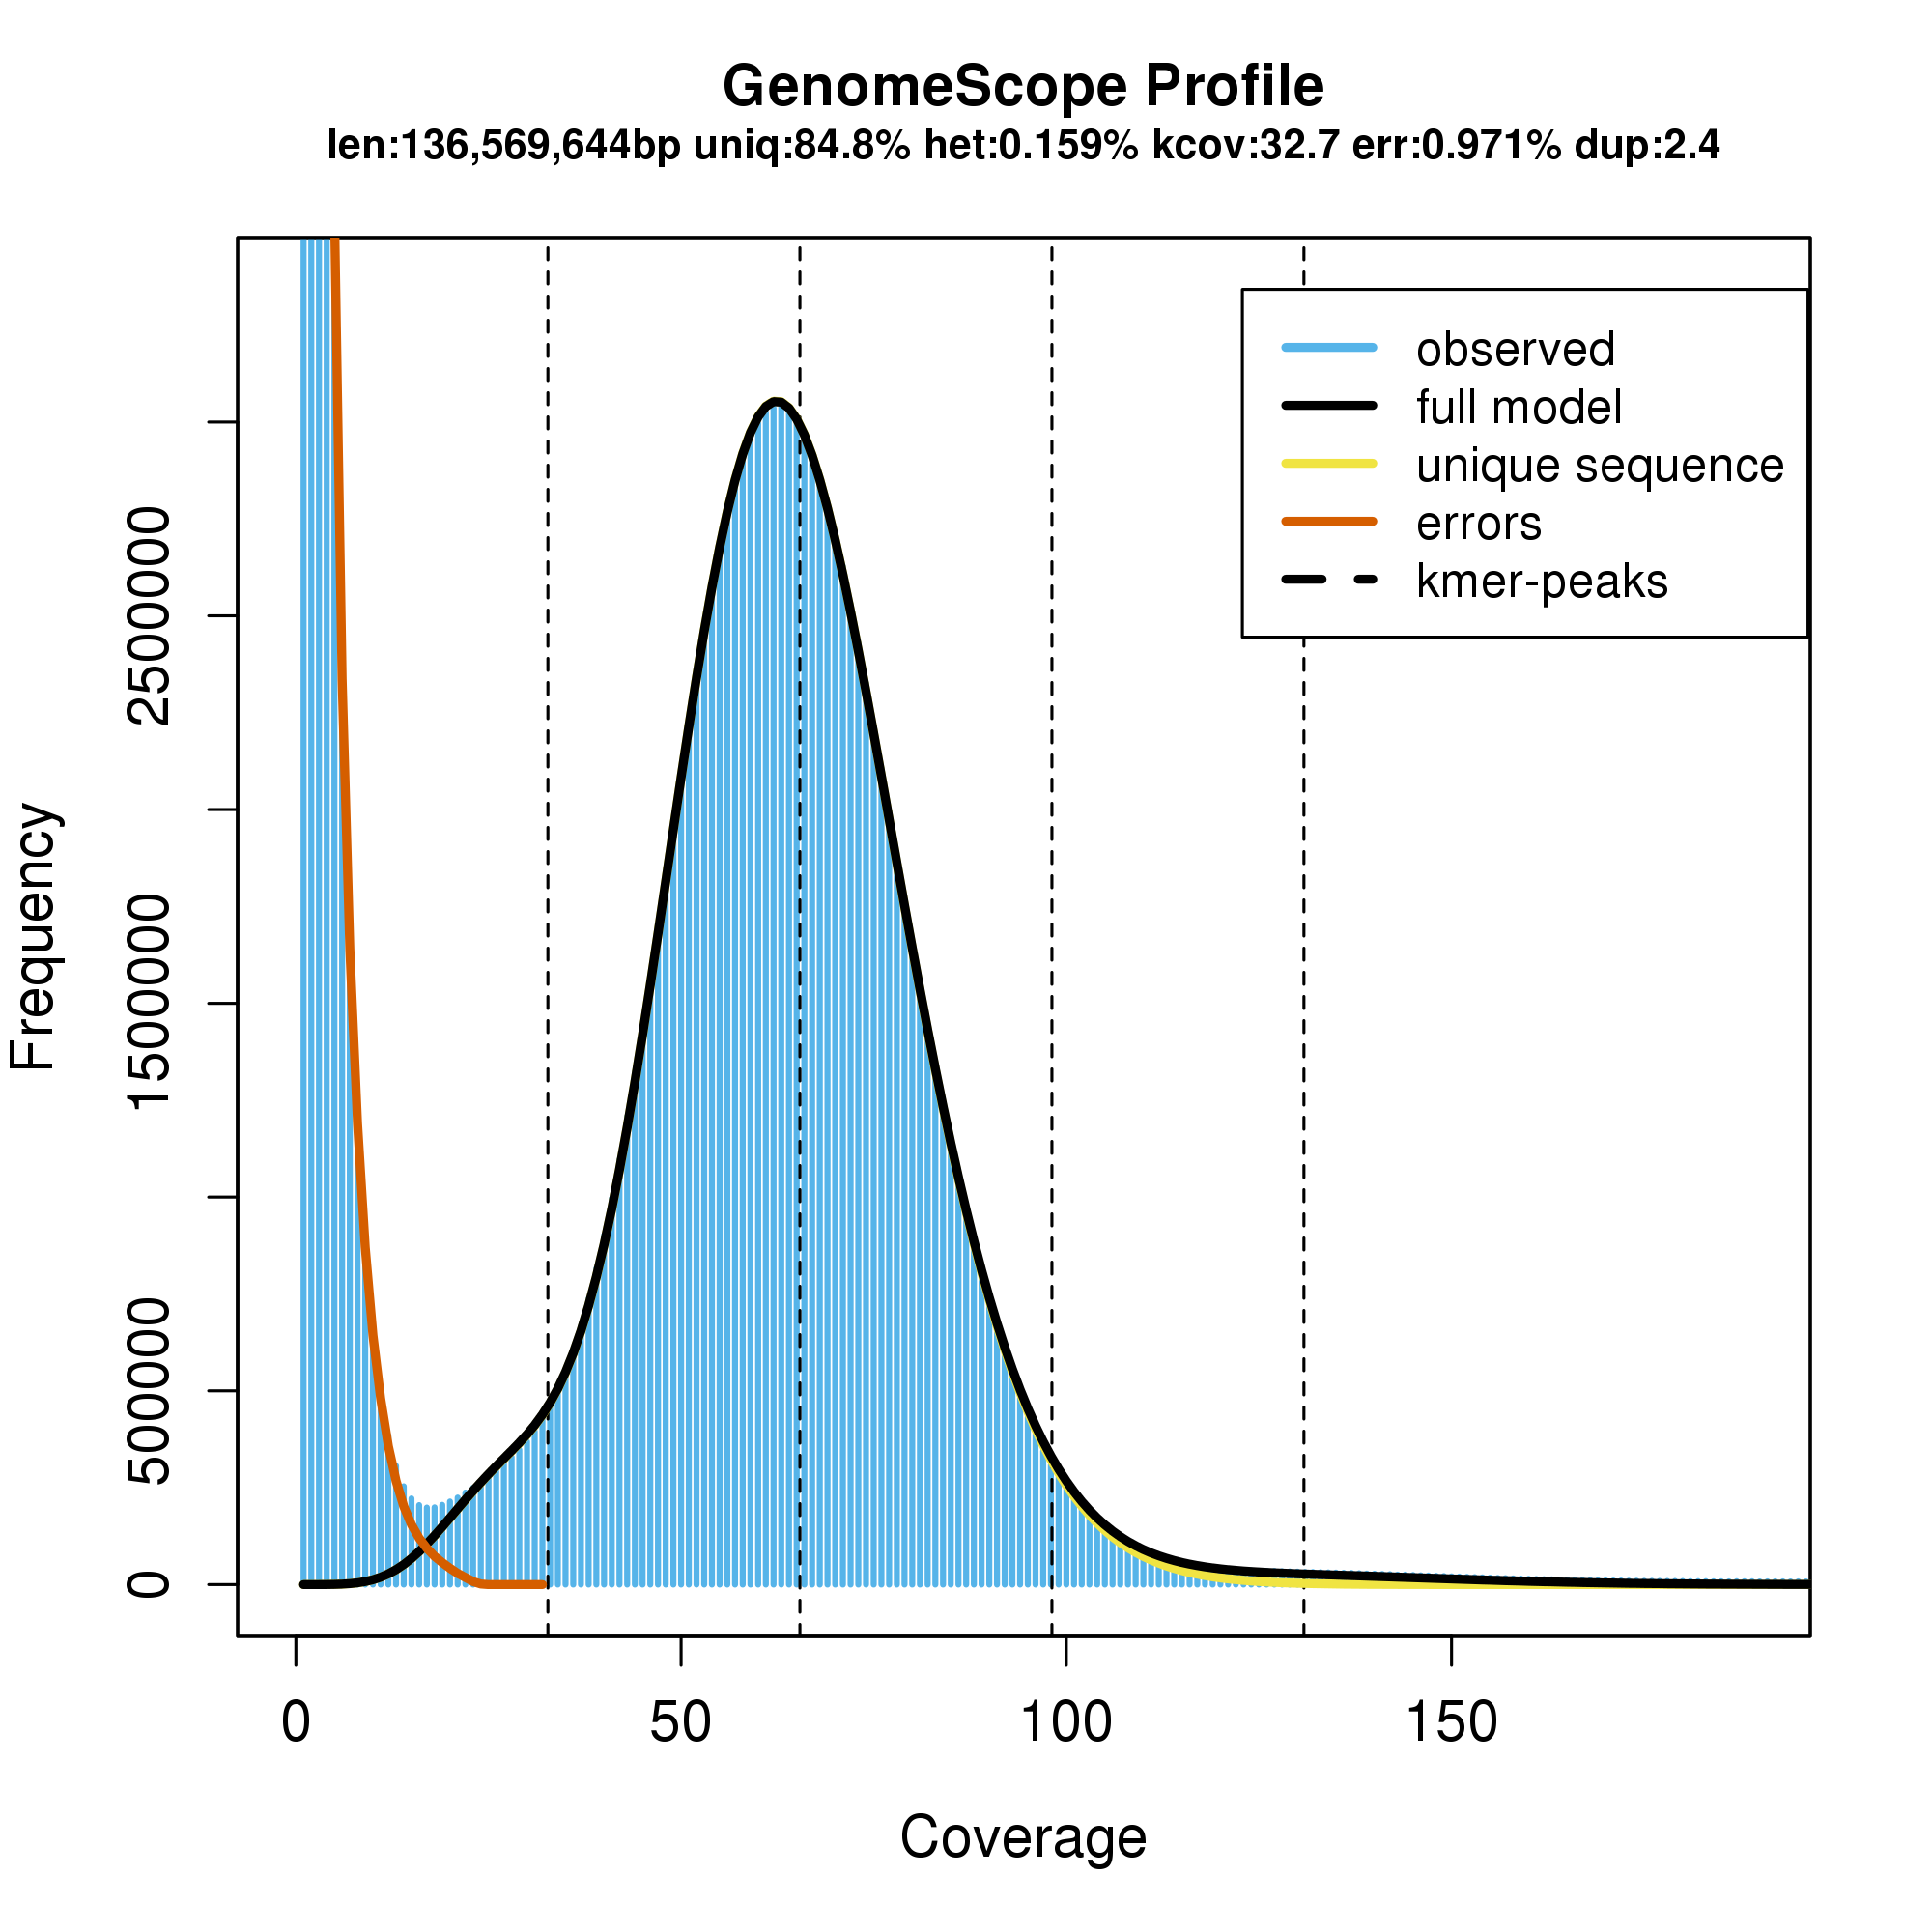 GenomeScope Profile
len:136,569,644bp uniq:84.8% het:0.159% kcov:32.7 err:0.971% dup:2.4
observed
full model
unique sequence
errors
kmer-peaks
Frequency
2500000
1500000
500000
0
0 50 100 150
Coverage